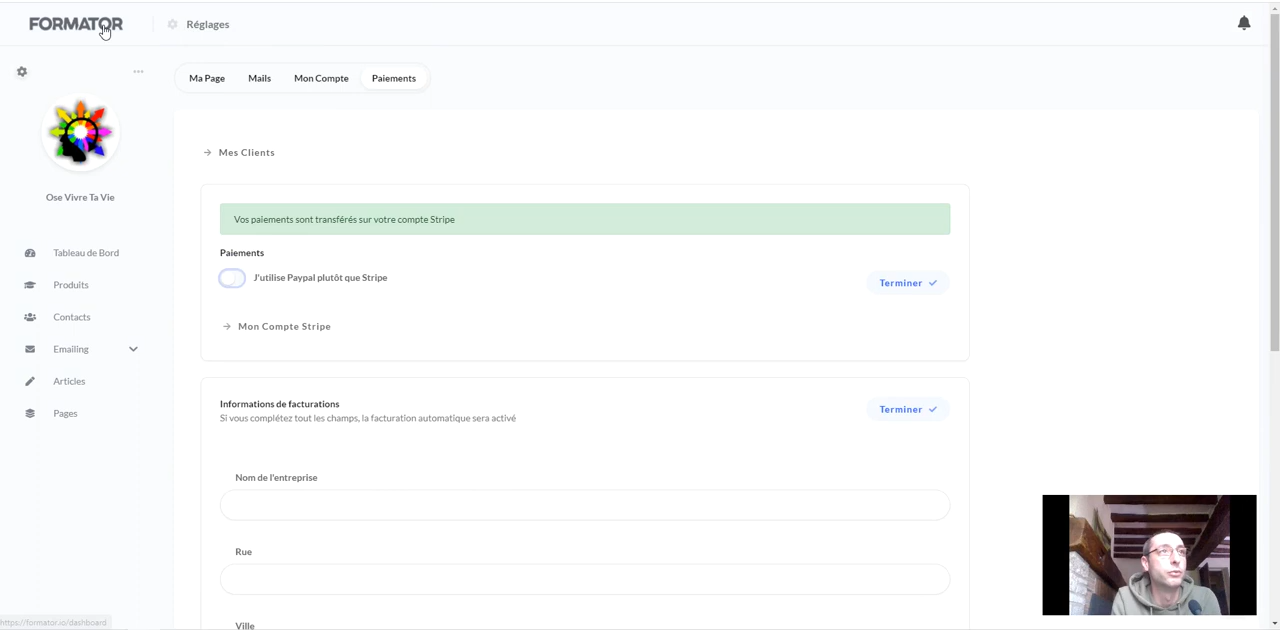 FORMATOR
Réglages
Ma Page
Mails
Mon Compte
Paiements
Mes Clients
Ose Vivre Ta Vie
Vos paiements sont transférés sur votre compte Stripe
Paiements
J'utilise Paypal plutôt que Stripe
Terminer
Mon Compte Stripe
Tableau de Bord
Produits
Contacts
Emailing
Articles
Pages
Informations de facturations
Si vous complétez tout les champs, la facturation automatique sera activé
Terminer
Nom de l'entreprise
Rue
Ville
https://formator.io/dashboard